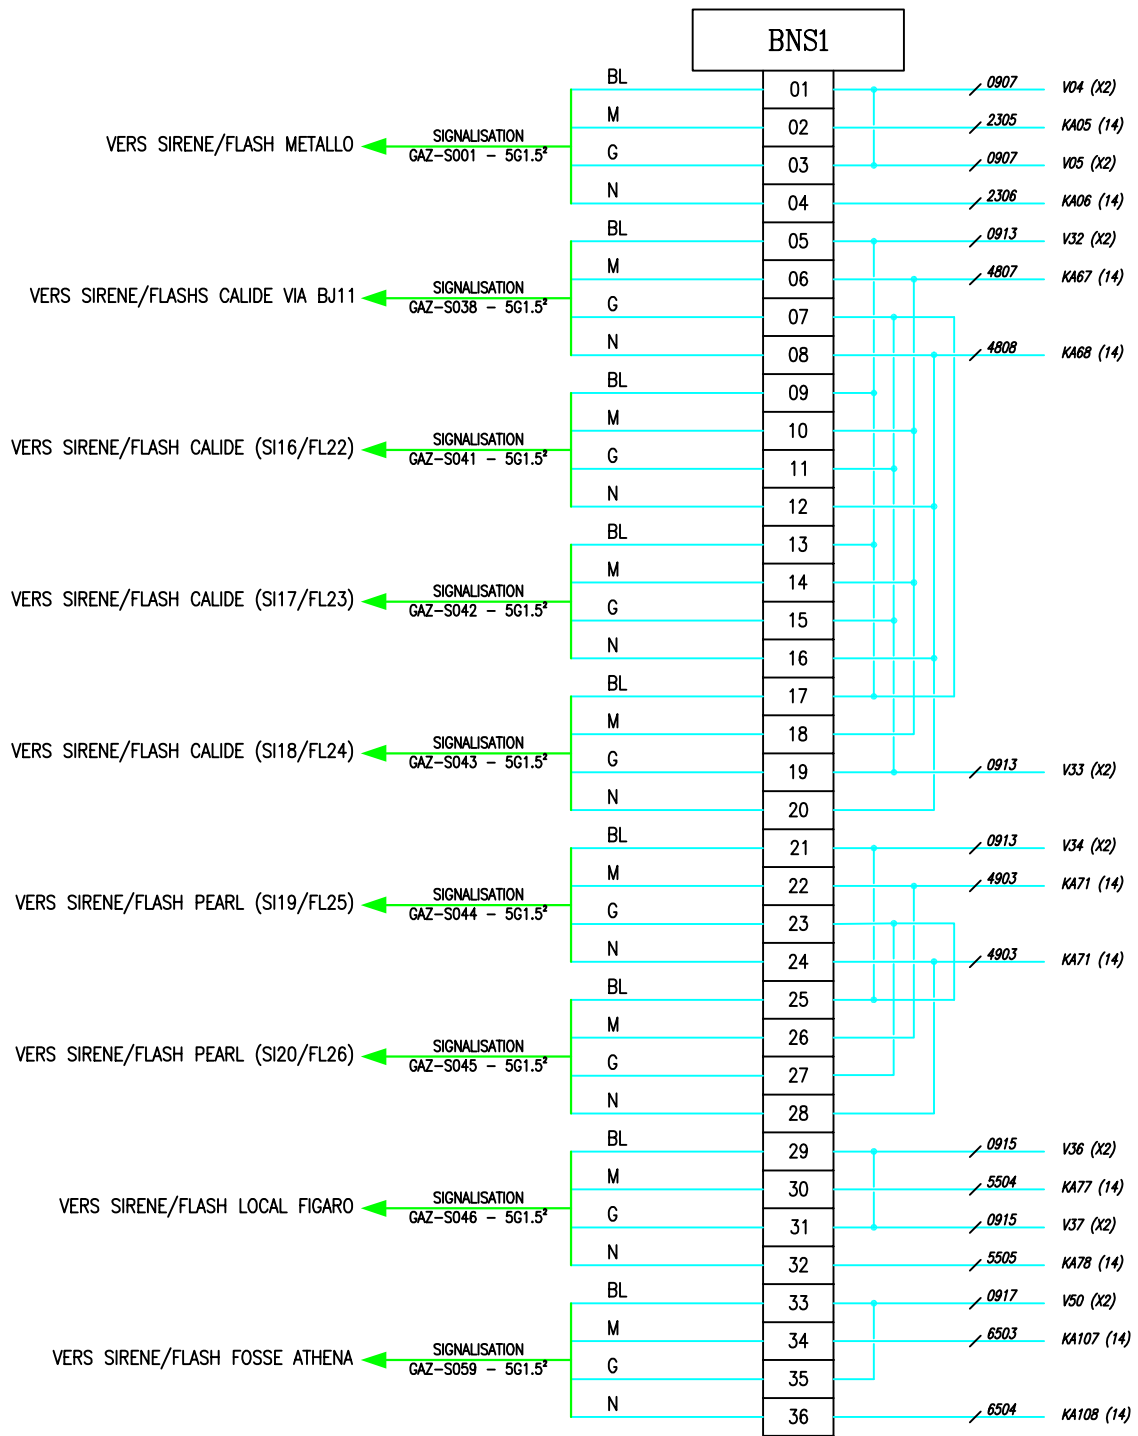 BNS1
BL 01 0907 V04 (X2)
M 02 2305 KA05 (14)
VERS SIRENE/FLASH METALLO SIGNALISATION
GAZ-S001 - 5G1.5²
G 03 0907 V05 (X2)
N 04 2306 KA06 (14)
BL 05 0913 V32 (X2)
M 06 4807 KA67 (14)
VERS SIRENE/FLASHS CALIDE VIA BJ11 SIGNALISATION
GAZ-S038 - 5G1.5²
G 07
N 08 4808 KA68 (14)
BL 09
M 10
VERS SIRENE/FLASH CALIDE (SI16/FL22) SIGNALISATION
GAZ-S041 - 5G1.5²
G 11
N 12
BL 13
M 14
VERS SIRENE/FLASH CALIDE (SI17/FL23) SIGNALISATION
GAZ-S042 - 5G1.5²
G 15
N 16
BL 17
M 18
VERS SIRENE/FLASH CALIDE (SI18/FL24) SIGNALISATION
GAZ-S043 - 5G1.5²
G 19 0913 V33 (X2)
N 20
BL 21 0913 V34 (X2)
M 22 4903 KA71 (14)
VERS SIRENE/FLASH PEARL (SI19/FL25) SIGNALISATION
GAZ-S044 - 5G1.5²
G 23
N 24 4903 KA71 (14)
BL 25
M 26
VERS SIRENE/FLASH PEARL (SI20/FL26) SIGNALISATION
GAZ-S045 - 5G1.5²
G 27
N 28
BL 29 0915 V36 (X2)
M 30 5504 KA77 (14)
VERS SIRENE/FLASH LOCAL FIGARO SIGNALISATION
GAZ-S046 - 5G1.5²
G 31 0915 V37 (X2)
N 32 5505 KA78 (14)
BL 33 0917 V50 (X2)
M 34 6503 KA107 (14)
VERS SIRENE/FLASH FOSSE ATHENA SIGNALISATION
GAZ-S059 - 5G1.5²
G 35
N 36 6504 KA108 (14)